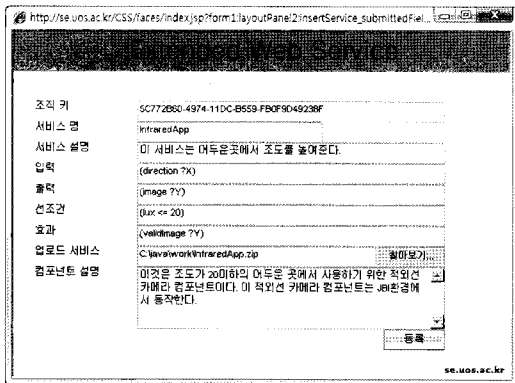 http://se.uos.ac.kr/CSS/faces/index.jsp?form1:layoutPanel2:insertService_submittedFiel...
Extended Web Service
조직 키
5C772B60-4974-11DC-B559-FB0F9D49238F
서비스 명
InfraredApp
서비스 설명
이 서비스는 어두운곳에서 조도를 높여준다.
입력
(direction ?X)
출력
(image ?Y)
선조건
(lux <= 20)
효과
(validImage ?Y)
업로드 서비스
C:\java\work\InfraredApp.zip
찾아보기...
컴포넌트 설명
이것은 조도가 20미하의 어두운 곳에서 사용하기 위한 적외선
카메라 컴포넌트이다. 이 적외선 카메라 컴포넌트는 JBI환경에
서 동작한다.
등록
se.uos.ac.kr